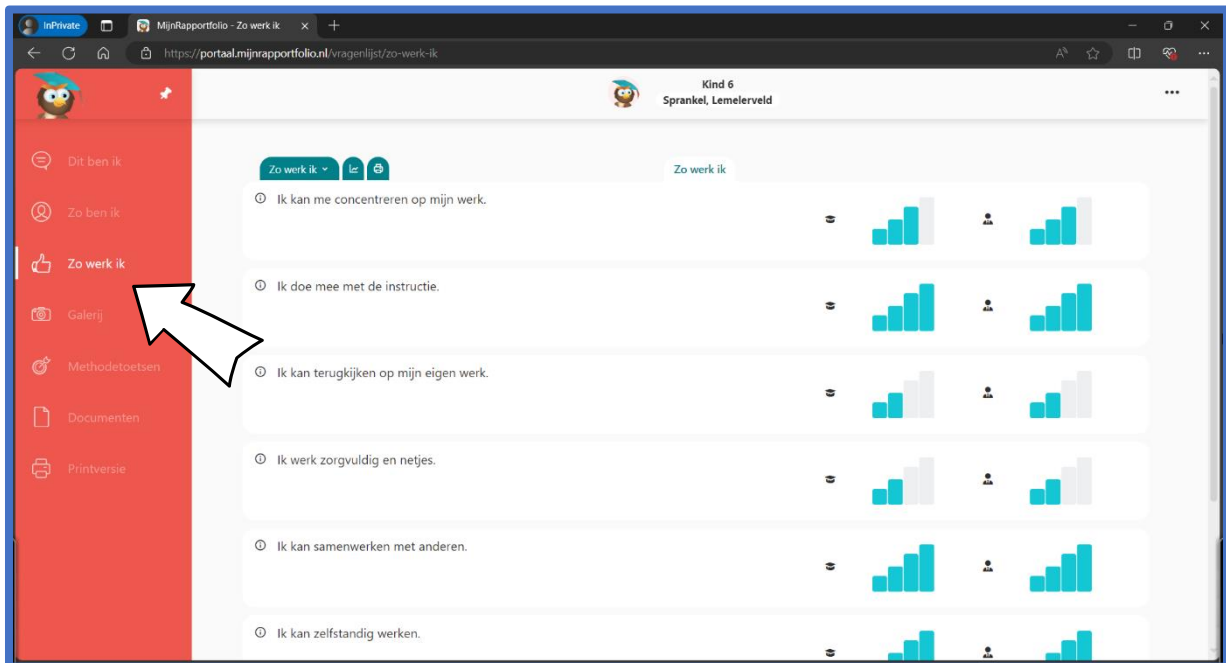 InPrivate
MijnRapportfolio - Zo werk ik
https://portaal.mijnrapportfolio.nl/vragenlijst/zo-werk-ik
Kind 6
Sprankel, Lemelerveld
Dit ben ik
Zo ben ik
Zo werk ik
Galerij
Methodetoetsen
Documenten
Printversie
Zo werk ik
Zo werk ik
Ik kan me concentreren op mijn werk.
Ik doe mee met de instructie.
Ik kan terugkijken op mijn eigen werk.
Ik werk zorgvuldig en netjes.
Ik kan samenwerken met anderen.
Ik kan zelfstandig werken.